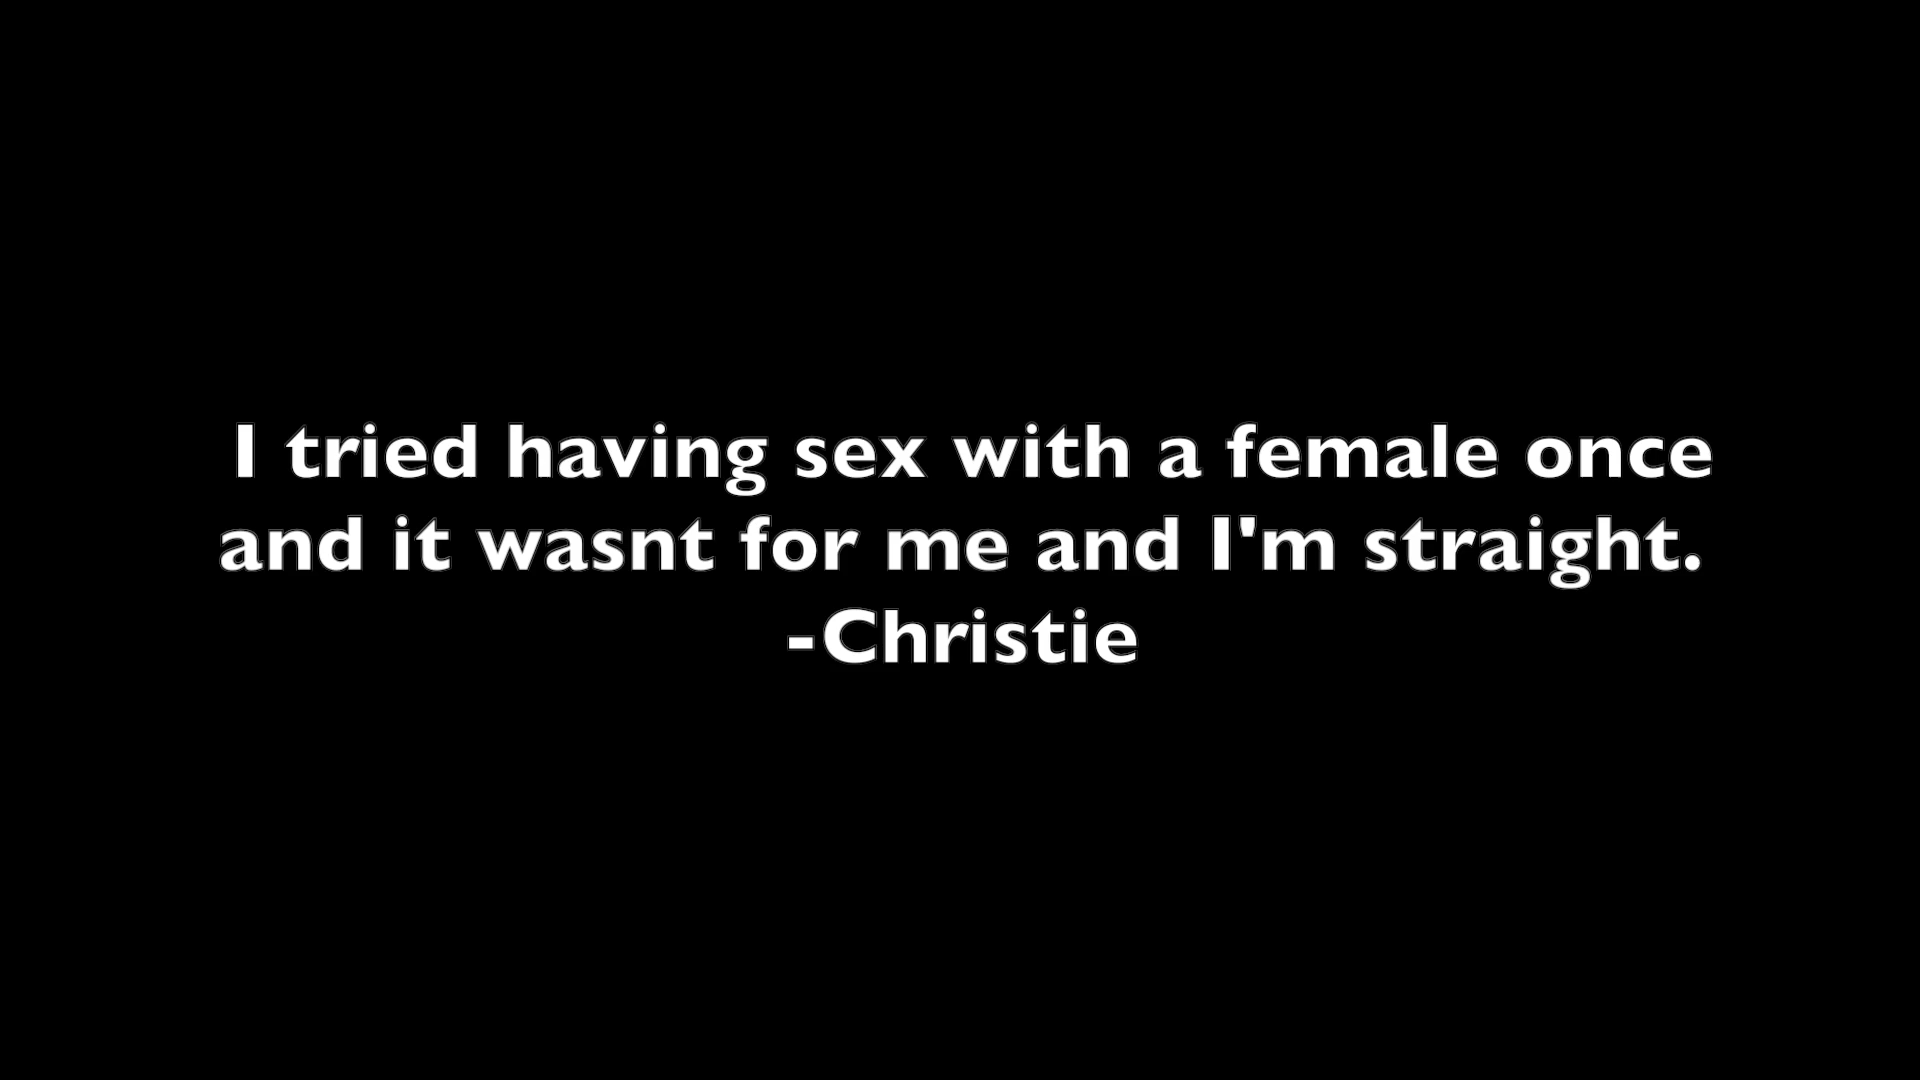 I tried having sex with a female once
and it wasnt for me and I'm straight.
-Christie